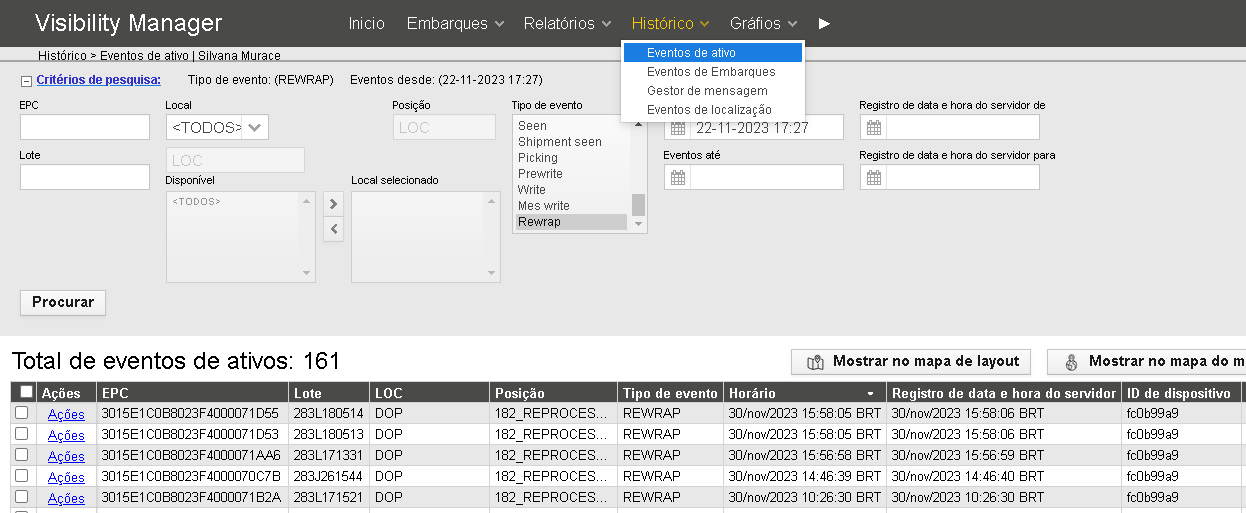 Visibility Manager Inicio Embarques Relatórios Histórico Gráfios
Histórico > Eventos de ativo | Silvana Murace
Eventos de ativo
Eventos de Embarques
Gestor de mensagem
Eventos de localização
Critérios de pesquisa: Tipo de evento: (REWRAP) Eventos desde: (22-11-2023 17:27)
EPC Local Posição Tipo de evento Registro de data e hora do servidor de
<TODOS> LOC 22-11-2023 17:27
Seen
Shipment seen
Picking
Prewrite
Write
Mes write
Rewrap
Lote Eventos até Registro de data e hora do servidor para
LOC
Disponível Local selecionado
<TODOS>
Procurar
Total de eventos de ativos: 161 Mostrar no mapa de layout Mostrar no mapa do m
Ações EPC Lote LOC Posição Tipo de evento Horário Registro de data e hora do servidor ID de dispositivo
Ações 3015E1C0B8023F4000071D55 283L180514 DOP 182_REPROCES... REWRAP 30/nov/2023 15:58:05 BRT 30/nov/2023 15:58:06 BRT fc0b99a9
Ações 3015E1C0B8023F4000071D53 283L180513 DOP 182_REPROCES... REWRAP 30/nov/2023 15:58:05 BRT 30/nov/2023 15:58:06 BRT fc0b99a9
Ações 3015E1C0B8023F4000071AA6 283L171331 DOP 182_REPROCES... REWRAP 30/nov/2023 15:56:58 BRT 30/nov/2023 15:56:59 BRT fc0b99a9
Ações 3015E1C0B8023F4000070C7B 283J261544 DOP 182_REPROCES... REWRAP 30/nov/2023 14:46:39 BRT 30/nov/2023 14:46:40 BRT fc0b99a9
Ações 3015E1C0B8023F4000071B2A 283L171521 DOP 182_REPROCES... REWRAP 30/nov/2023 10:26:30 BRT 30/nov/2023 10:26:30 BRT fc0b99a9